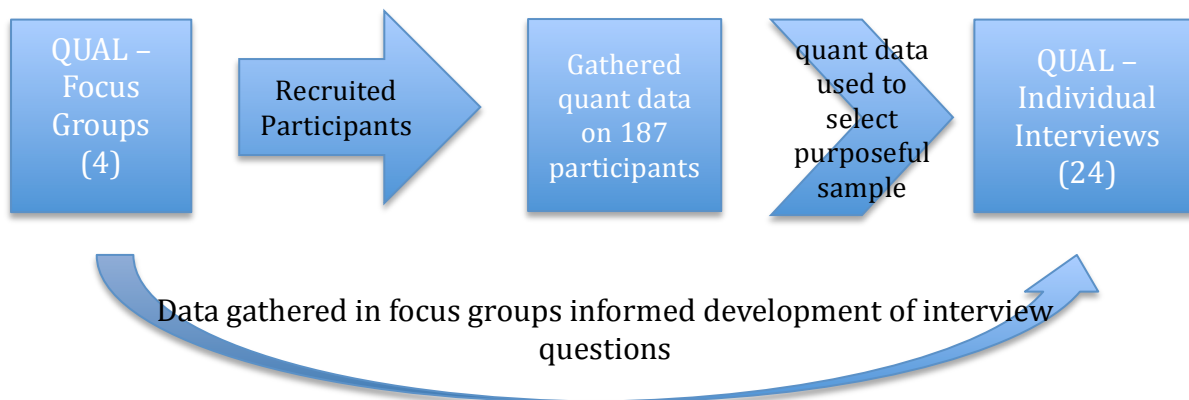 QUAL –
Focus
Groups
(4)
Recruited
Participants
Gathered
quant data
on 187
participants
quant data
used to
select
purposeful
sample
QUAL –
Individual
Interviews
(24)
Data gathered in focus groups informed development of interview
questions